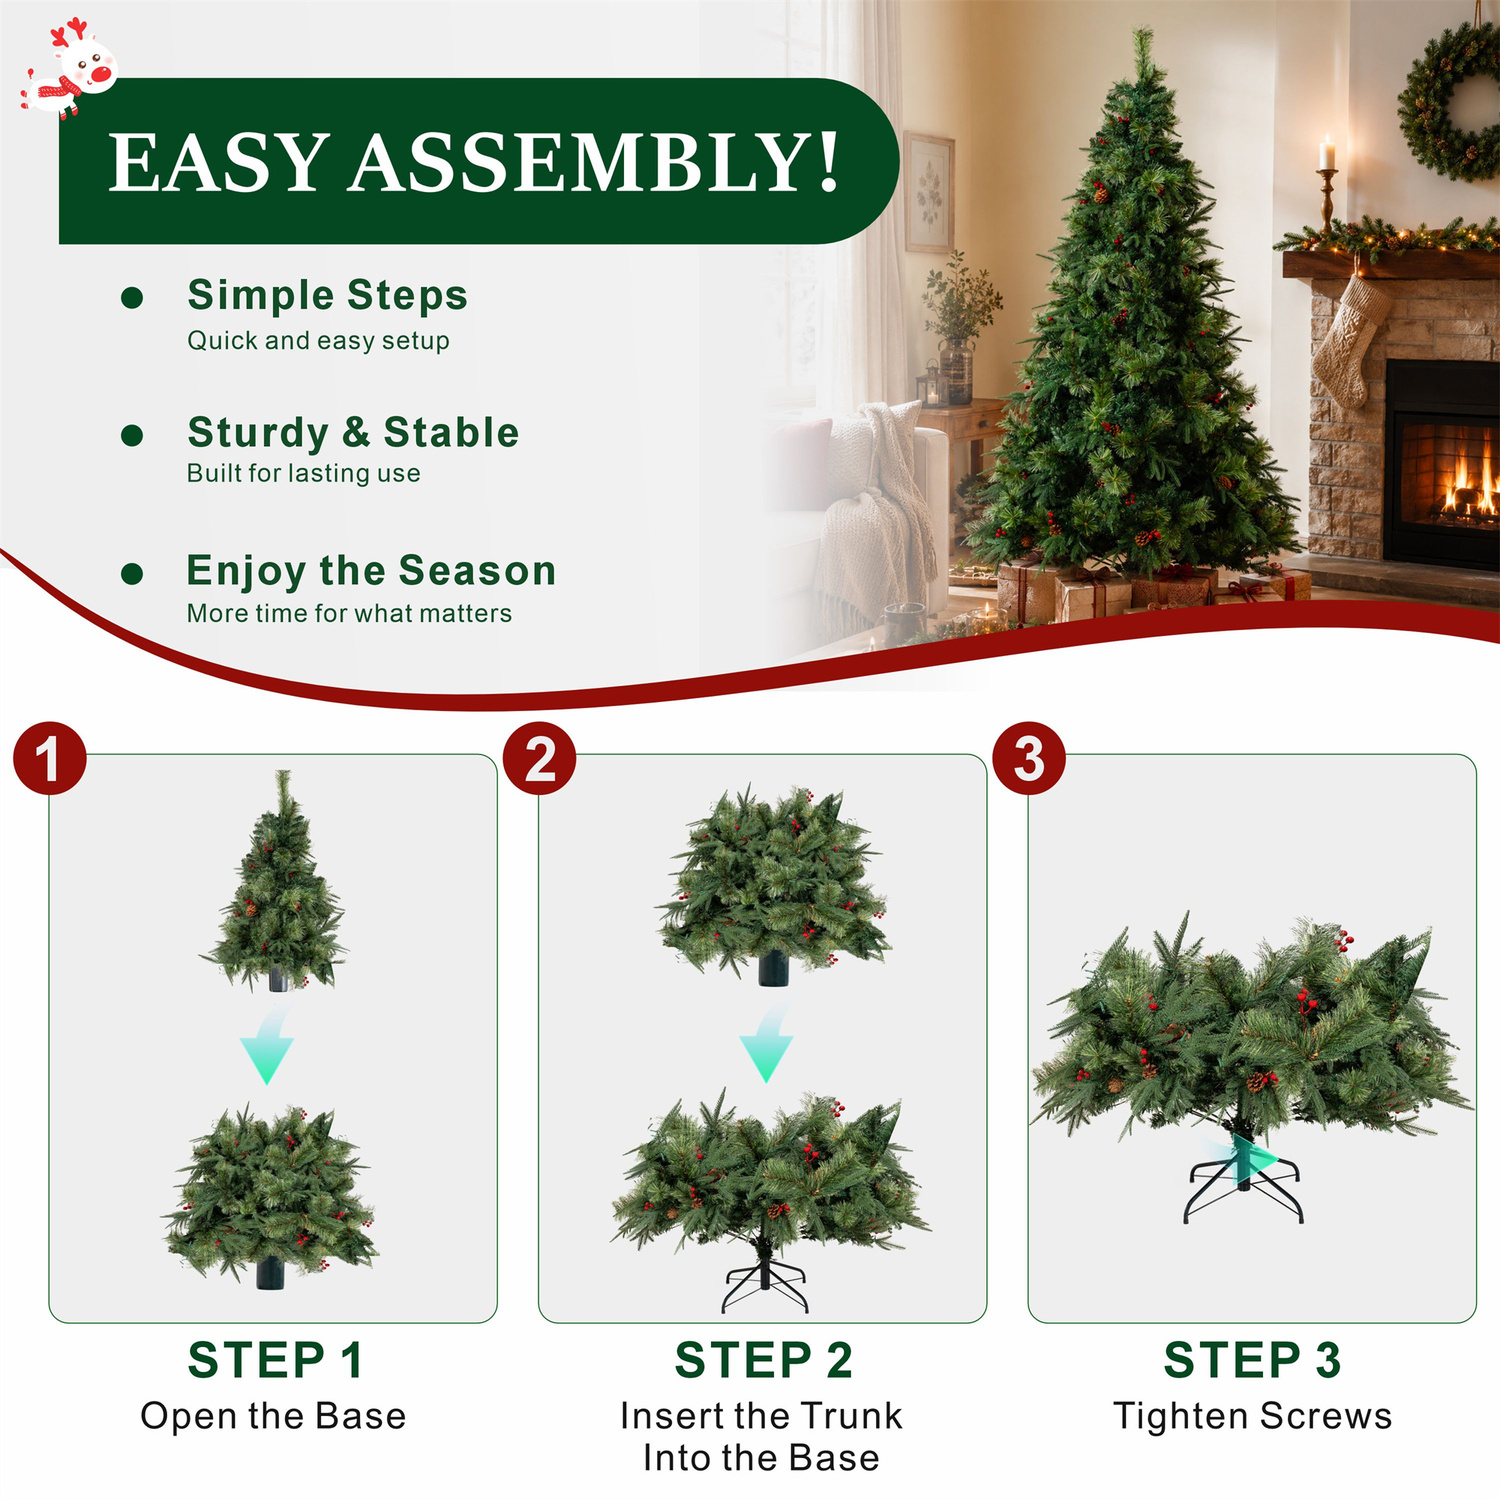 EASY ASSEMBLY!
Simple Steps
Quick and easy setup
Sturdy & Stable
Built for lasting use
Enjoy the Season
More time for what matters
1
2
3
STEP 1
Open the Base
STEP 2
Insert the Trunk
Into the Base
STEP 3
Tighten Screws